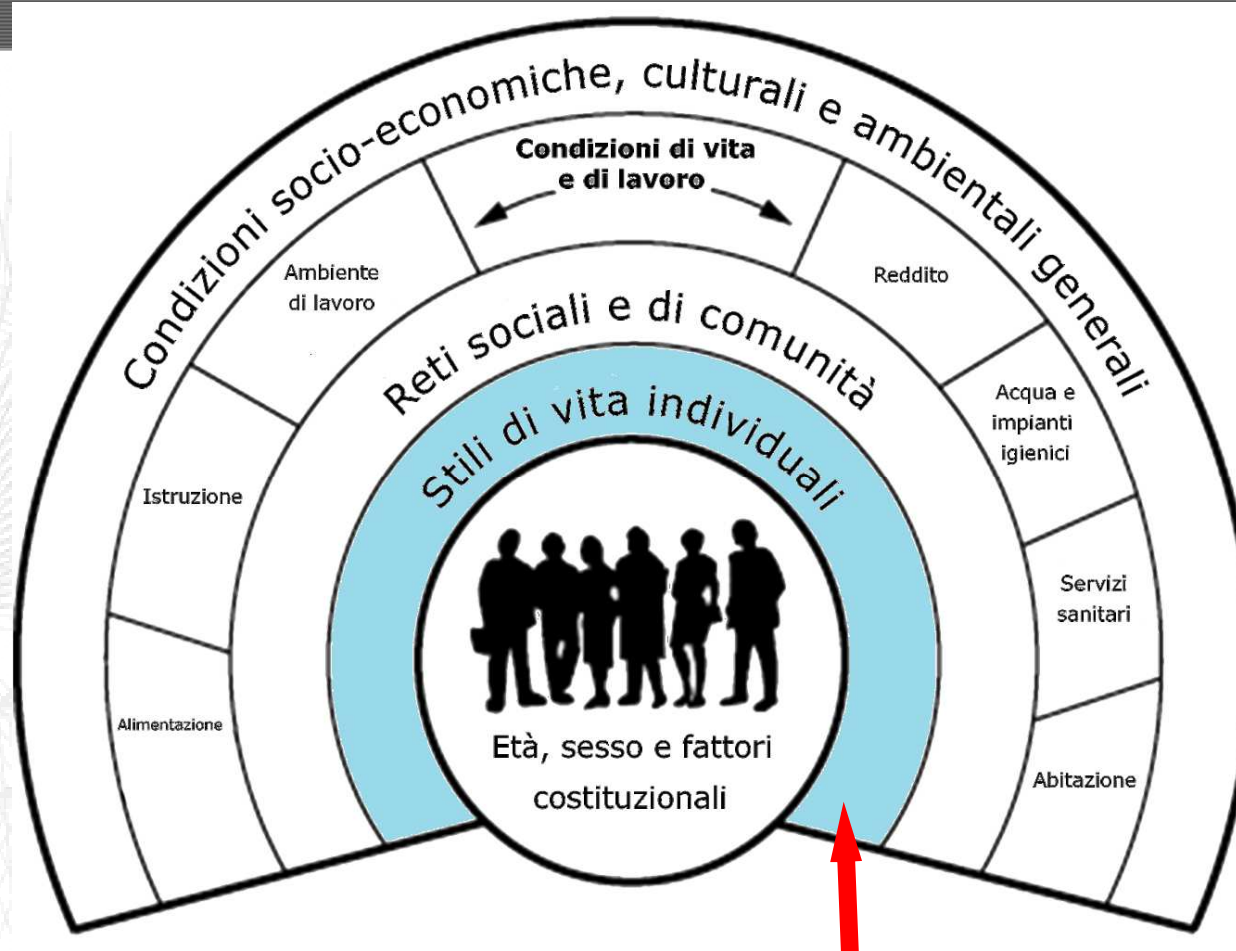 Condizioni socio-economiche, culturali e ambientali generali
Condizioni di vita
e di lavoro
Ambiente
di lavoro
Reddito
Reti sociali e di comunità
Acqua e
impianti
igienici
Stili di vita individuali
Istruzione
Servizi
sanitari
Alimentazione
Età, sesso e fattori
costituzionali
Abitazione